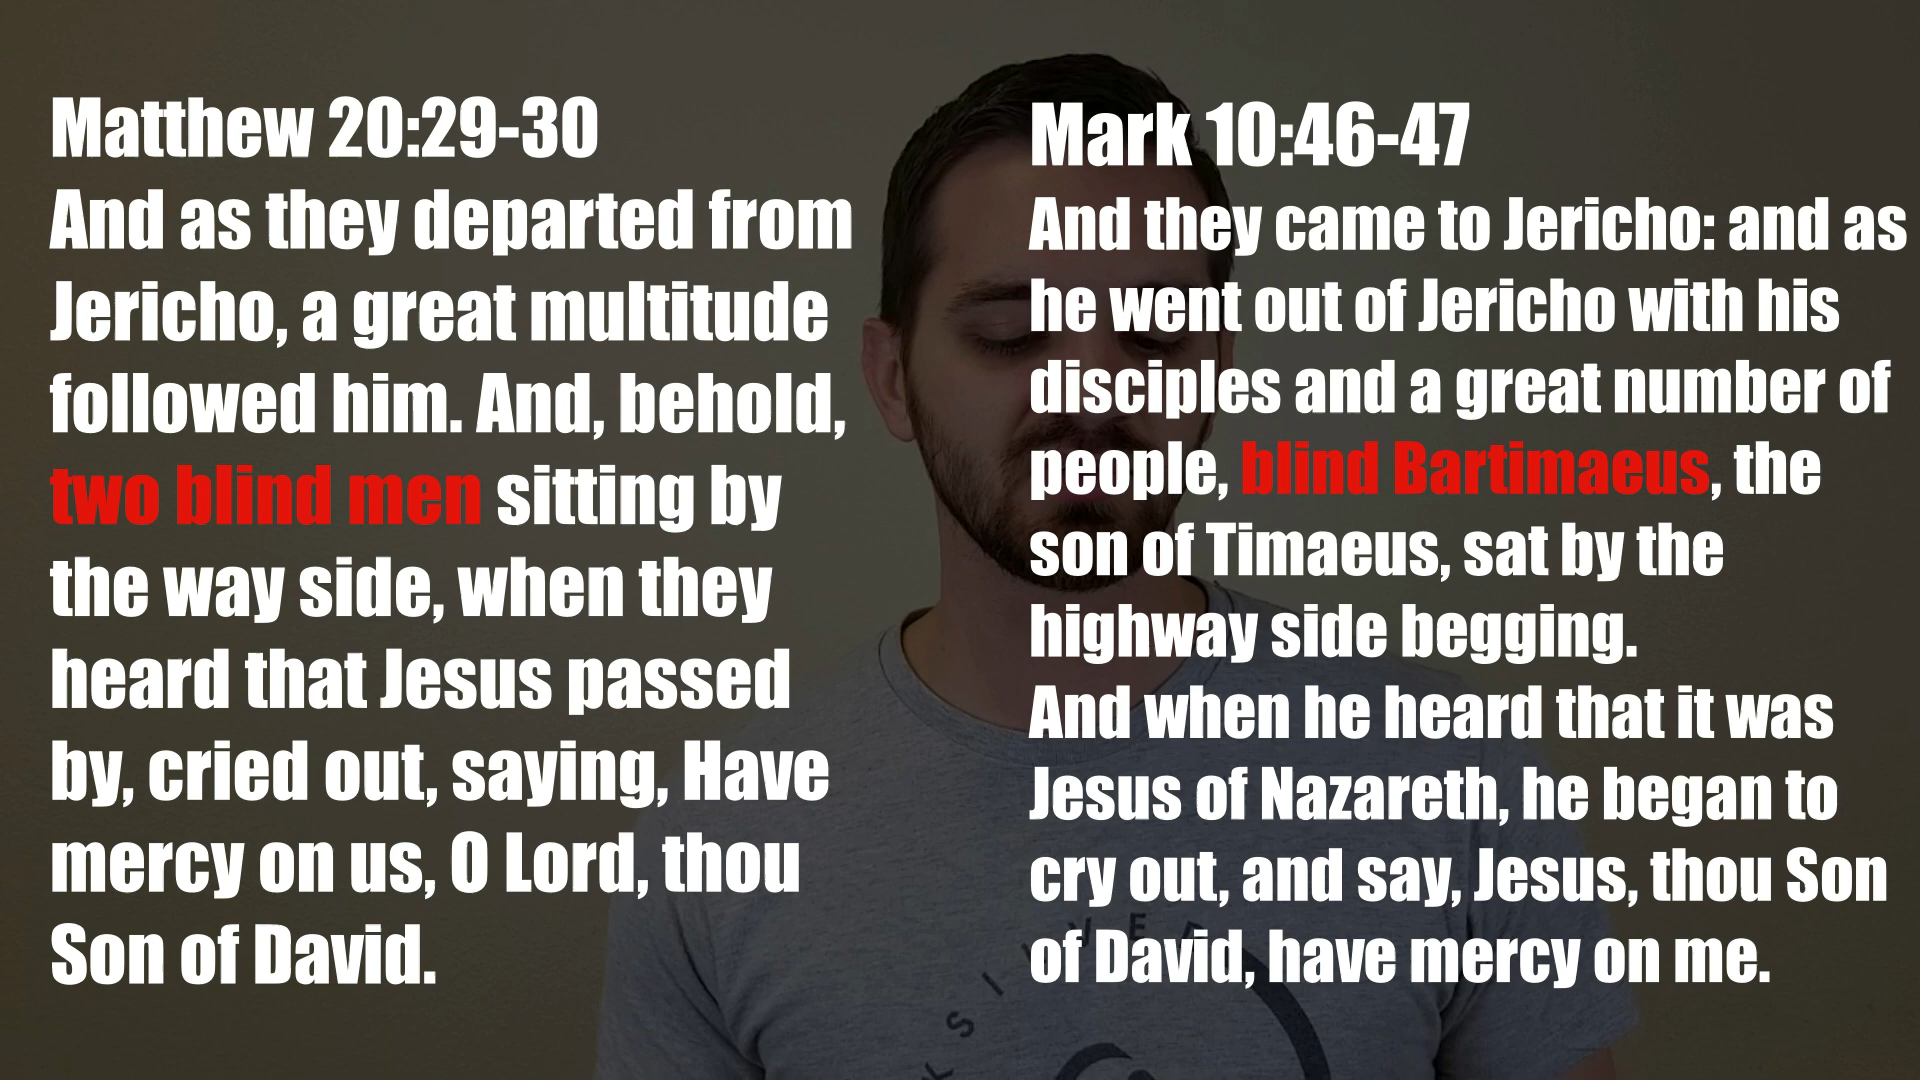 Matthew 20:29-30
And as they departed from
Jericho, a great multitude
followed him. And, behold,
two blind men sitting by
the way side, when they
heard that Jesus passed
by, cried out, saying, Have
mercy on us, O Lord, thou
Son of David.
Mark 10:46-47
And they came to Jericho: and as
he went out of Jericho with his
disciples and a great number of
people, blind Bartimaeus, the
son of Timaeus, sat by the
highway side begging.
And when he heard that it was
Jesus of Nazareth, he began to
cry out, and say, Jesus, thou Son
of David, have mercy on me.